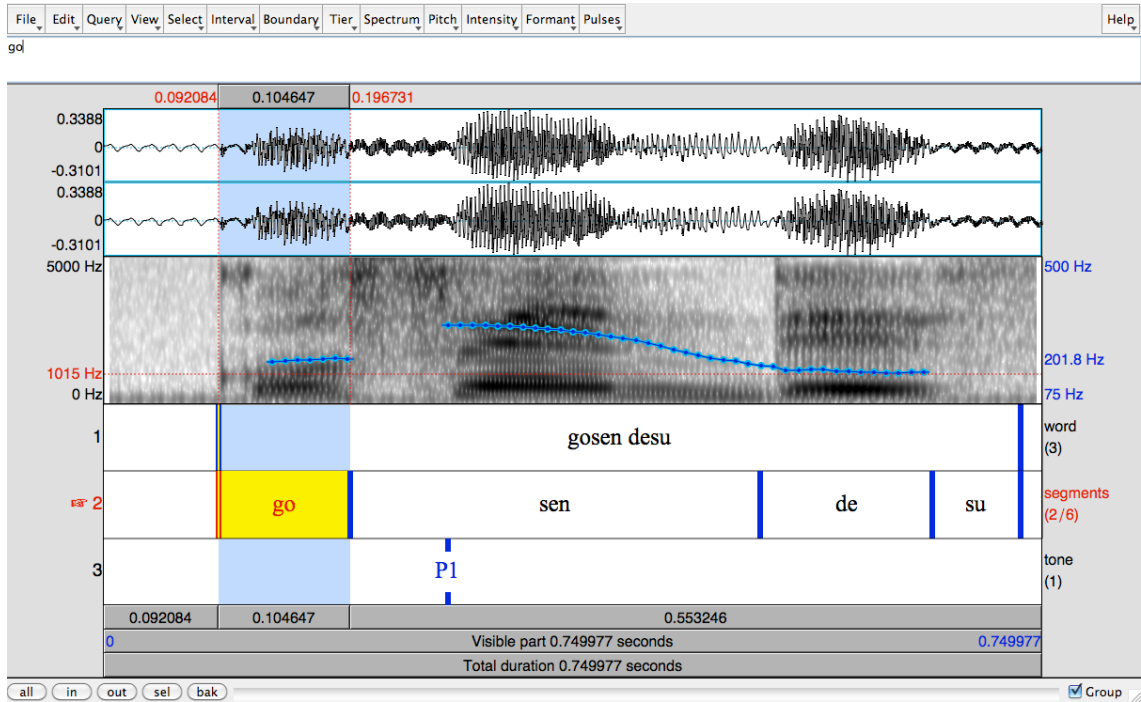 File Edit Query View Select Interval Boundary Tier Spectrum Pitch Intensity Formant Pulses Help
go
0.092084 0.104647 0.196731
0.3388
0
-0.3101
0.3388
0
-0.3101
5000 Hz 500 Hz
1015 Hz 201.8 Hz
0 Hz 75 Hz
1 gosen desu word
(3)
2 go sen de su segments
(2/6)
3 P1 tone
(1)
0.092084 0.104647 0.553246
0 Visible part 0.749977 seconds 0.749977
Total duration 0.749977 seconds
all in out sel bak Group